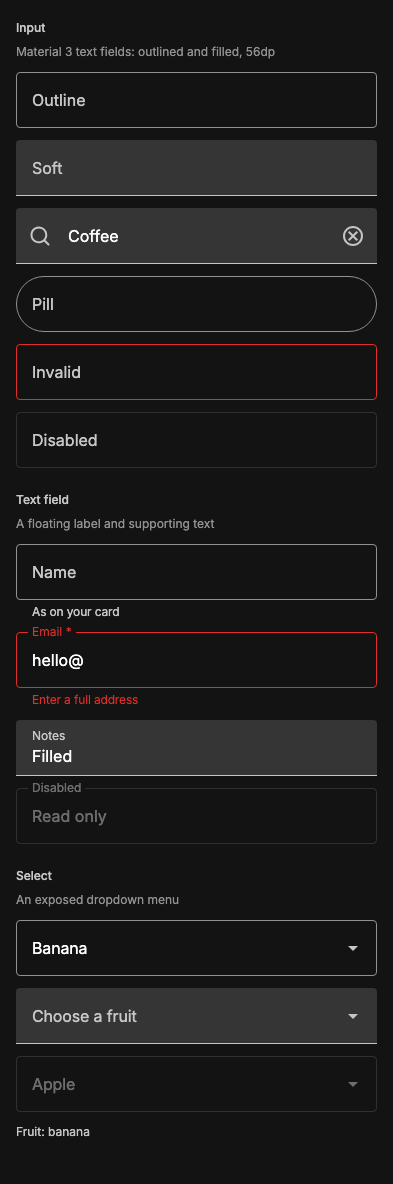 Input
Material 3 text fields: outlined and filled, 56dp
Outline
Soft
Coffee
Pill
Invalid
Disabled
Text field
A floating label and supporting text
Name
As on your card
Email *
hello@
Enter a full address
Notes
Filled
Disabled
Read only
Select
An exposed dropdown menu
Banana
Choose a fruit
Apple
Fruit: banana